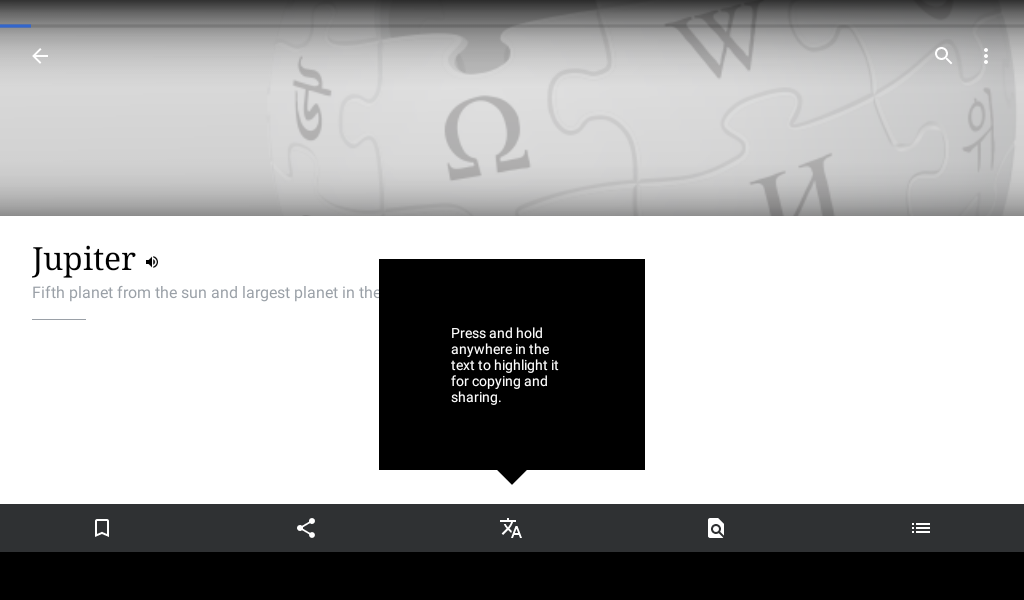 W
Ω
И
Jupiter
Fifth planet from the sun and largest planet in the
Press and hold
anywhere in the
text to highlight it
for copying and
sharing.